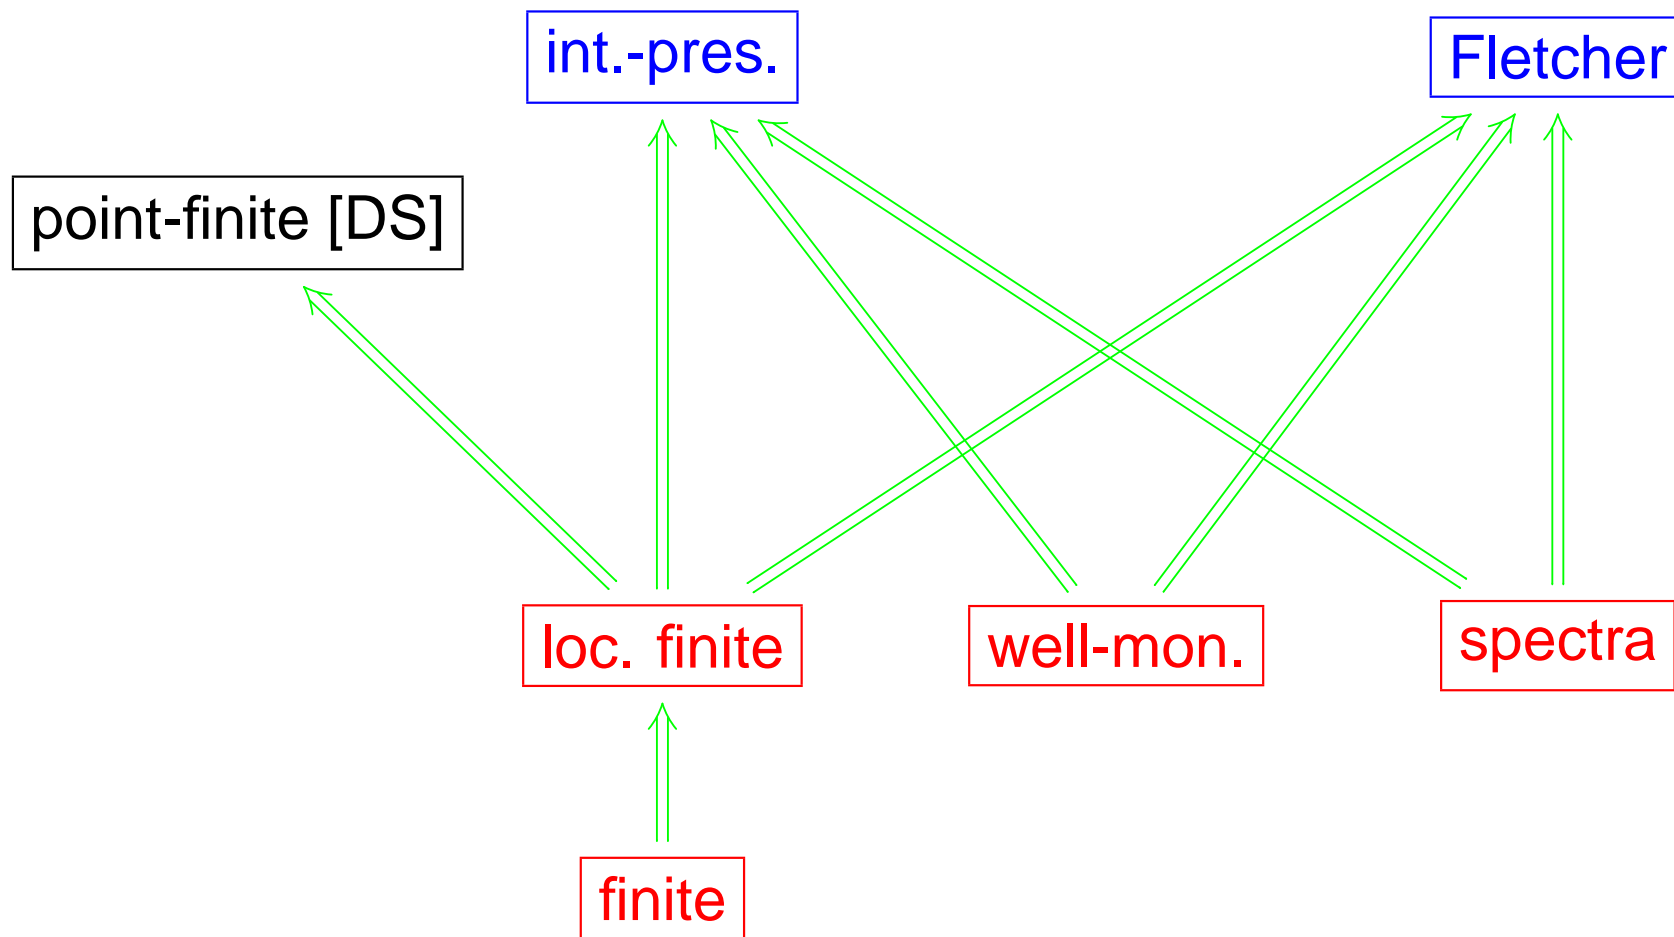 int.-pres.
Fletcher
point-finite [DS]
loc. finite
well-mon.
spectra
finite